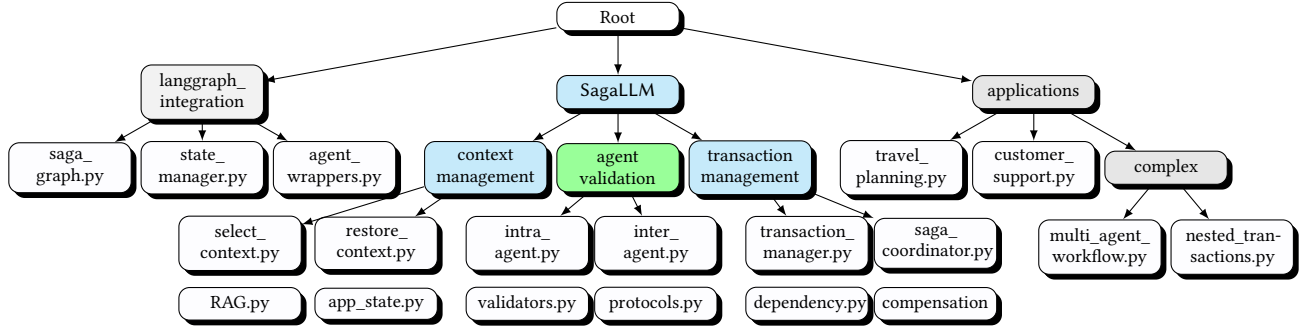 Root
langgraph_
integration
SagaLLM
applications
saga_
graph.py
state_
manager.py
agent_
wrappers.py
context
management
agent
validation
transaction
management
travel_
planning.py
customer_
support.py
complex
select_
context.py
restore_
context.py
intra_
agent.py
inter_
agent.py
transaction_
manager.py
saga_
coordinator.py
multi_agent_
workflow.py
nested_tran-
sactions.py
RAG.py
app_state.py
validators.py
protocols.py
dependency.py
compensation